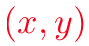 (x, y)